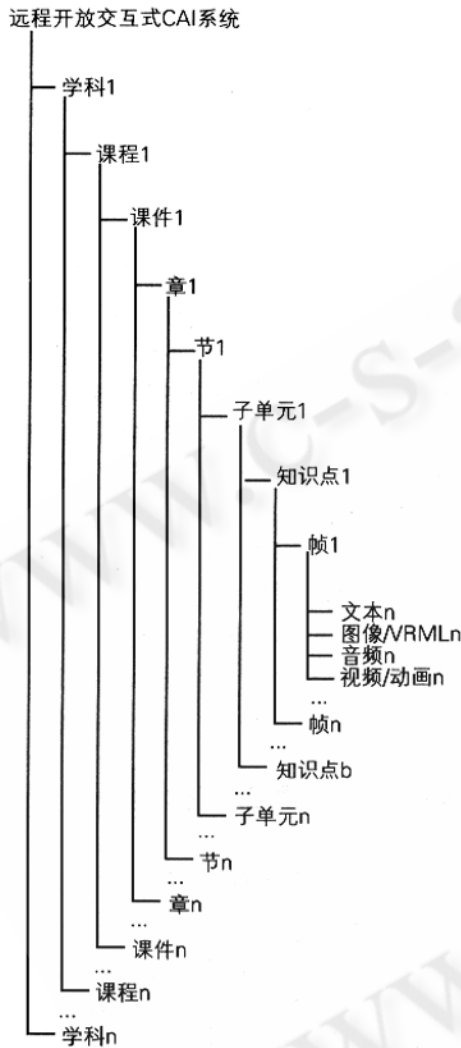 远程开放交互式CAI系统
学科1
课程1
课件1
章1
节1
子单元1
知识点1
帧1
文本n
图像/VRMLn
音频n
视频/动画n
...
帧n
...
知识点b
...
子单元n
...
节n
...
章n
...
课件n
...
课程n
...
学科n
www.c-s-